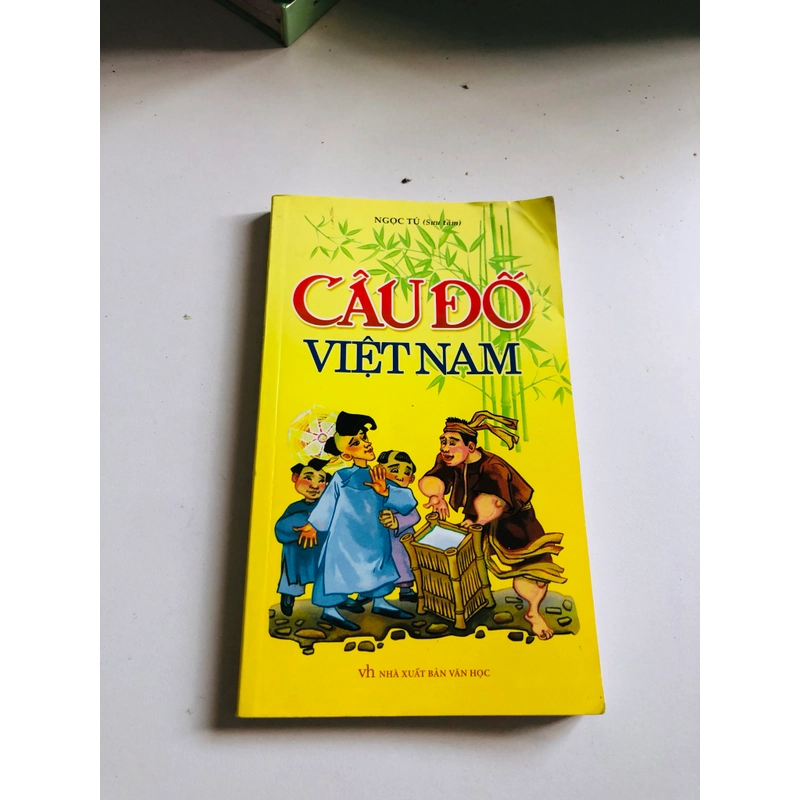 NGỌC TÚ (Sưu tầm)
CÂU ĐỐ
VIỆT NAM
vh NHÀ XUẤT BẢN VĂN HỌC